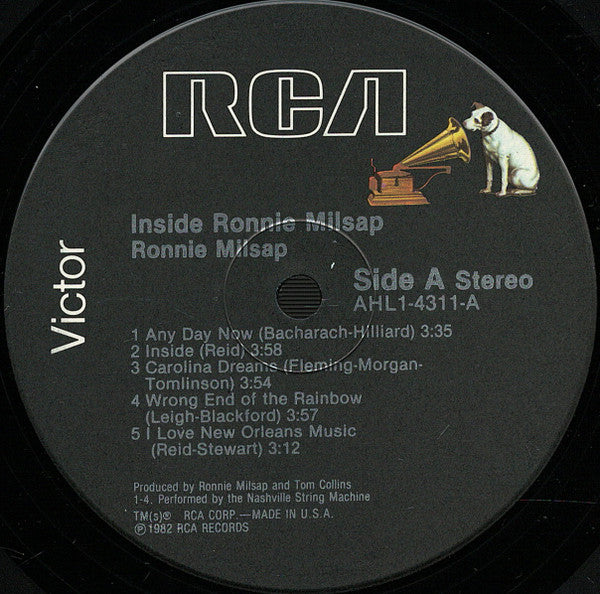 RCA
Victor
Inside Ronnie Milsap
Ronnie Milsap
Side A Stereo
AHL1-4311-A
1 Any Day Now (Bacharach-Hilliard) 3:35
2 Inside (Reid) 3:58
3 Carolina Dreams (Fleming-Morgan-
Tomlinson) 3:54
4 Wrong End of the Rainbow
(Leigh-Blackford) 3:57
5 I Love New Orleans Music
(Reid-Stewart) 3:12
Produced by Ronnie Milsap and Tom Collins
1-4. Performed by the Nashville String Machine
TM(s)® RCA CORP.—MADE IN U.S.A.
℗1982 RCA RECORDS